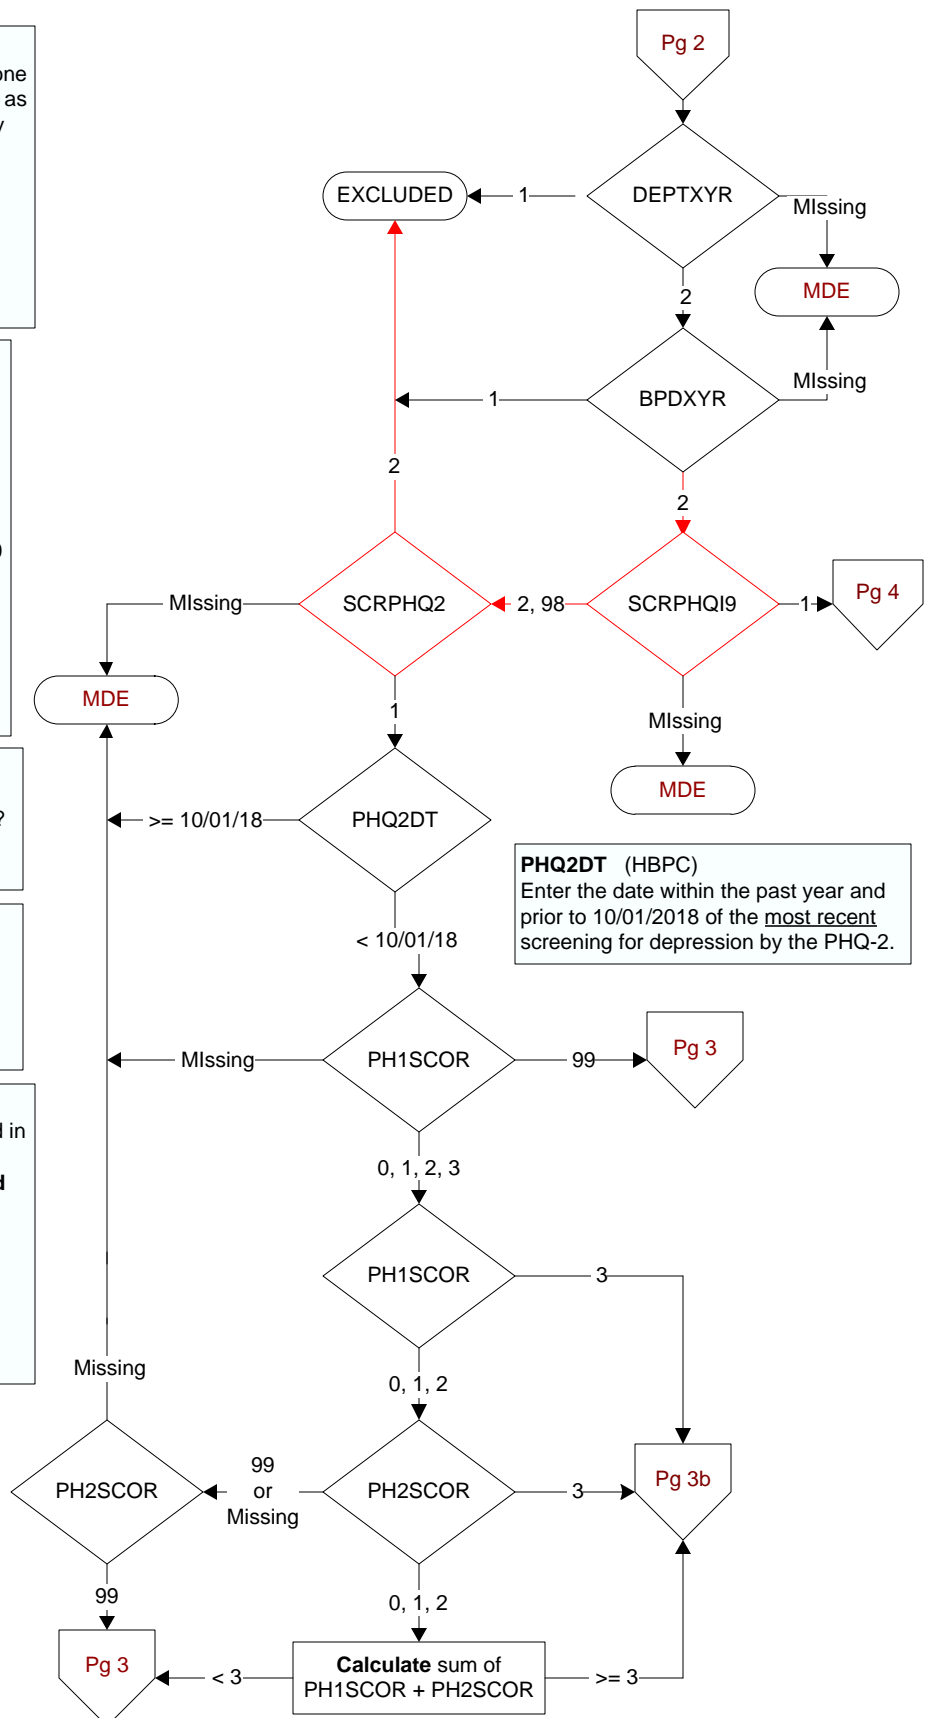 Pg 2
one
as
y
EXCLUDED
1
DEPTXYR
MIssing
MDE
2
1
BPDXYR
MIssing
2
2
)
MIssing
SCRPHQ2
2, 98
SCRPHQI9
1
Pg 4
MDE
1
MIssing
MDE
?
>= 10/01/18
PHQ2DT
PHQ2DT (HBPC)
Enter the date within the past year and
prior to 10/01/2018 of the most recent
screening for depression by the PHQ-2.
< 10/01/18
MIssing
PH1SCOR
99
Pg 3
d in
d
0, 1, 2, 3
PH1SCOR
3
Missing
0, 1, 2
PH2SCOR
99
or
Missing
PH2SCOR
3
Pg 3b
99
0, 1, 2
Pg 3
< 3
Calculate sum of
PH1SCOR + PH2SCOR
>= 3